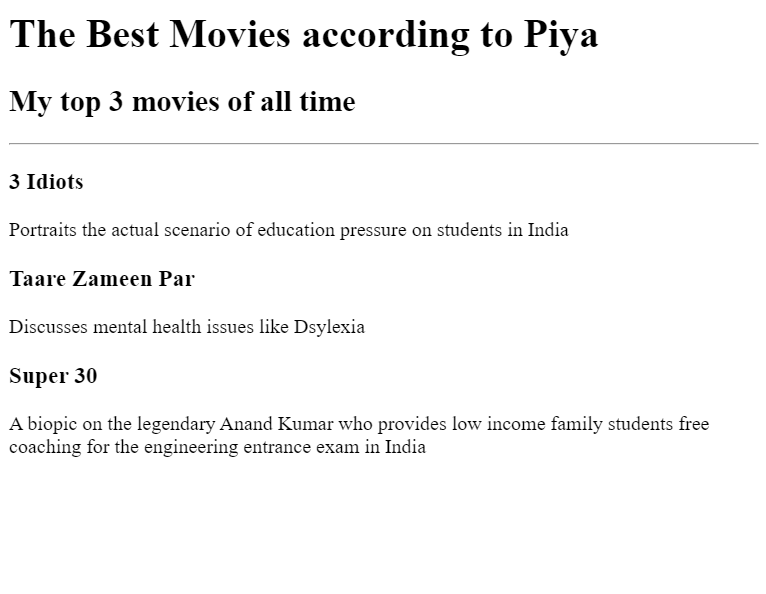 The Best Movies according to Piya
My top 3 movies of all time
3 Idiots
Portraits the actual scenario of education pressure on students in India
Taare Zameen Par
Discusses mental health issues like Dsylexia
Super 30
A biopic on the legendary Anand Kumar who provides low income family students free
coaching for the engineering entrance exam in India